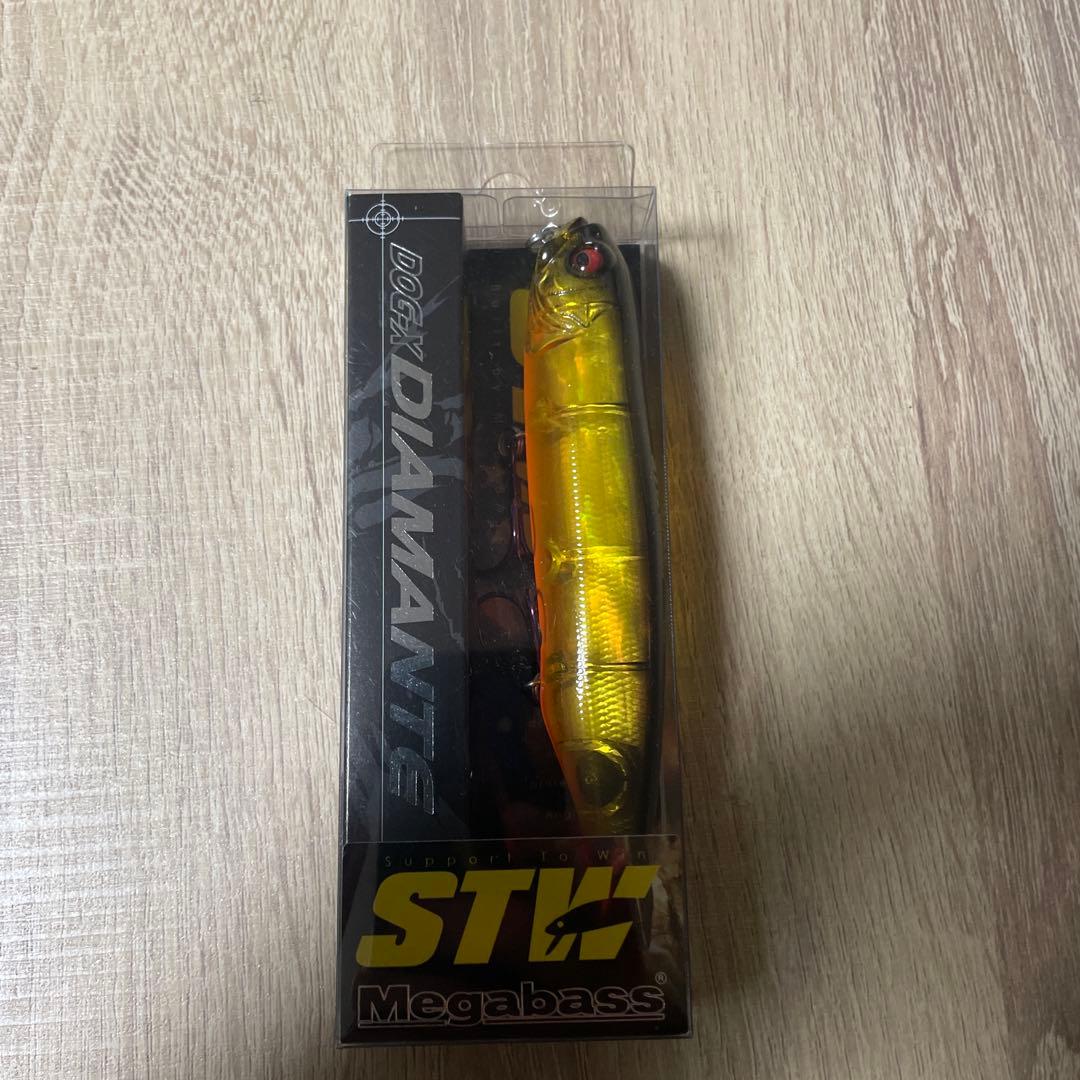 DOG-X DIAMANTE
Support To Win
STW
Megabass®